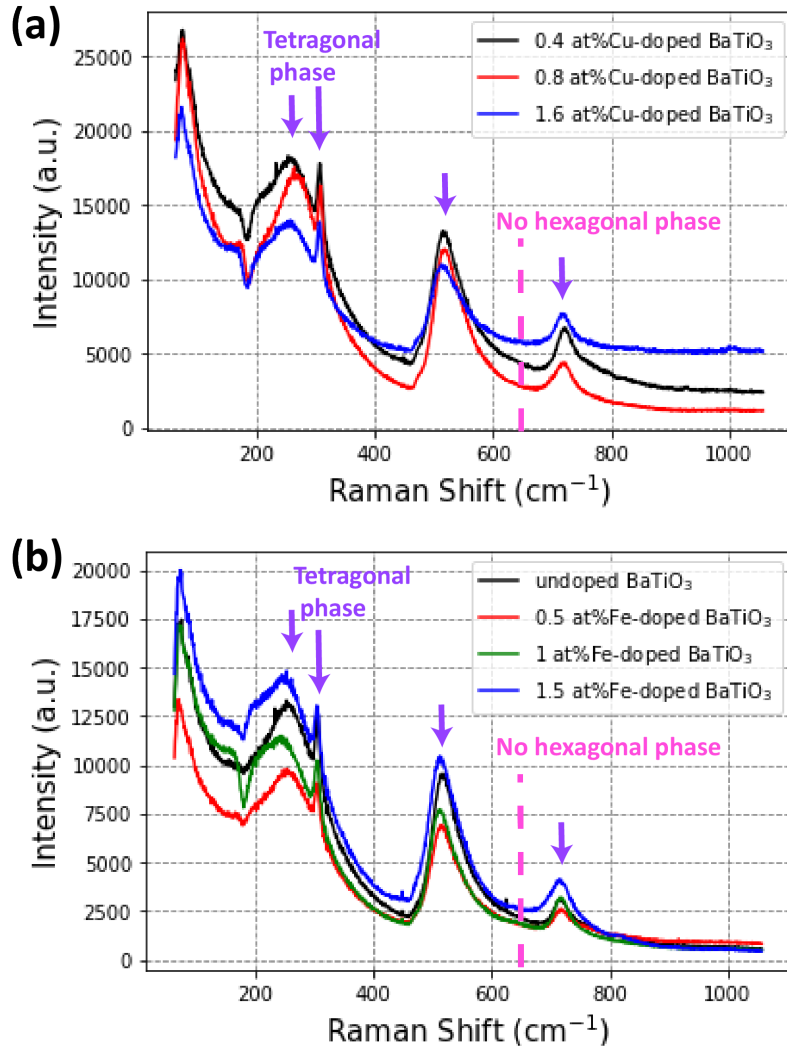 (a)
Tetragonal
phase
0.4 at%Cu-doped BaTiO₃
0.8 at%Cu-doped BaTiO₃
1.6 at%Cu-doped BaTiO₃
No hexagonal phase
Intensity (a.u.)
25000
20000
15000
10000
5000
0
200 400 600 800 1000
Raman Shift (cm⁻¹)
(b)
Tetragonal
phase
undoped BaTiO₃
0.5 at%Fe-doped BaTiO₃
1 at%Fe-doped BaTiO₃
1.5 at%Fe-doped BaTiO₃
No hexagonal phase
Intensity (a.u.)
20000
17500
15000
12500
10000
7500
5000
2500
0
200 400 600 800 1000
Raman Shift (cm⁻¹)